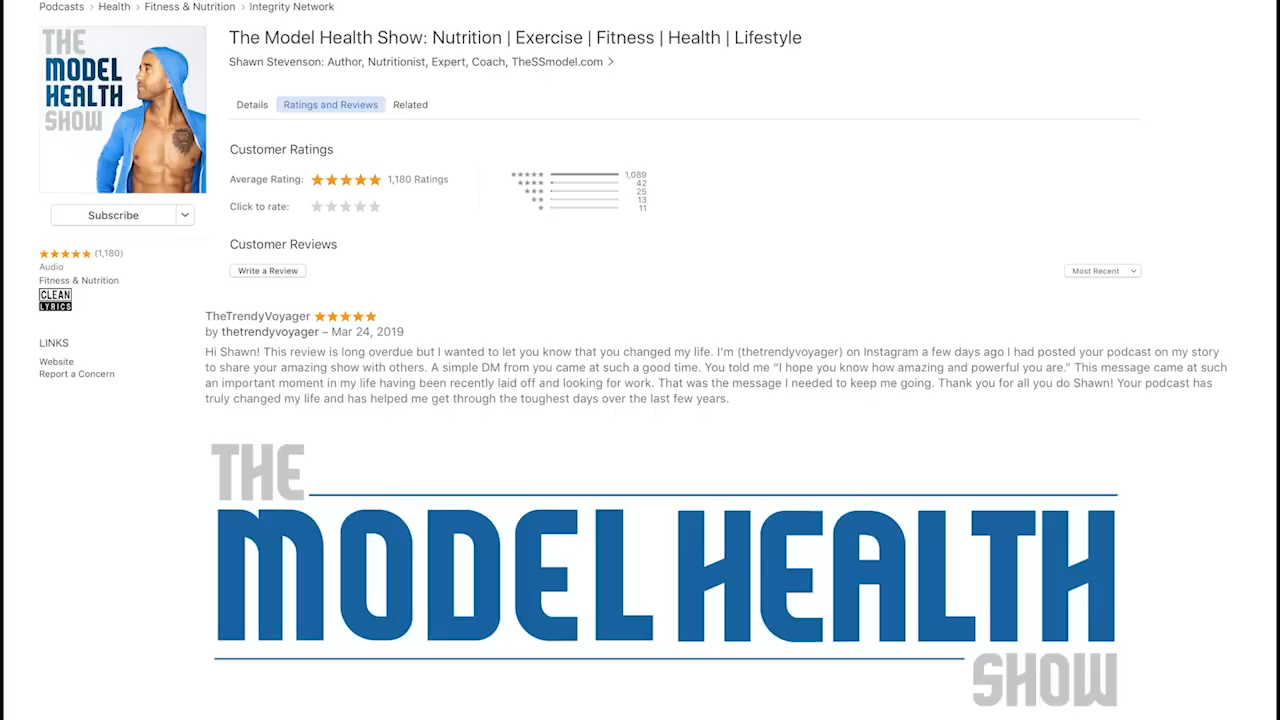 Podcasts > Health > Fitness & Nutrition > Integrity Network
THE
MODEL
HEALTH
SHOW
The Model Health Show: Nutrition | Exercise | Fitness | Health | Lifestyle
Shawn Stevenson: Author, Nutritionist, Expert, Coach, TheSSmodel.com >
Details Ratings and Reviews Related
Customer Ratings
Average Rating: ★★★★★ 1,180 Ratings
★★★★★ 1,089
★★★★ 42
★★★ 25
★★ 13
★ 11
Click to rate: ★★★★★
Subscribe
Customer Reviews
★★★★★ (1,180)
Audio
Fitness & Nutrition
CLEAN
LYRICS
Write a Review
Most Recent
LINKS
Website
Report a Concern
TheTrendyVoyager ★★★★★
by thetrendyvoyager – Mar 24, 2019
Hi Shawn! This review is long overdue but I wanted to let you know that you changed my life. I’m (thetrendyvoyager) on Instagram a few days ago I had posted your podcast on my story
to share your amazing show with others. A simple DM from you came at such a good time. You told me “I hope you know how amazing and powerful you are.” This message came at such
an important moment in my life having been recently laid off and looking for work. That was the message I needed to keep me going. Thank you for all you do Shawn! Your podcast has
truly changed my life and has helped me get through the toughest days over the last few years.
THE
MODEL HEALTH
SHOW